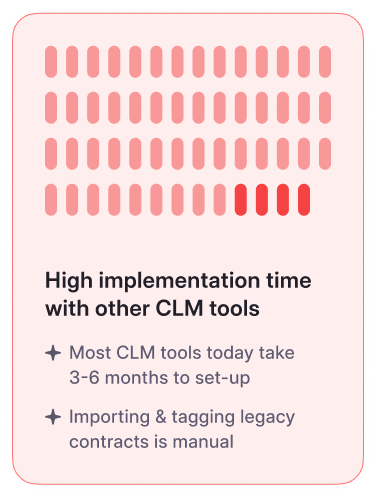 High implementation time
with other CLM tools
Most CLM tools today take
3-6 months to set-up
Importing & tagging legacy
contracts is manual